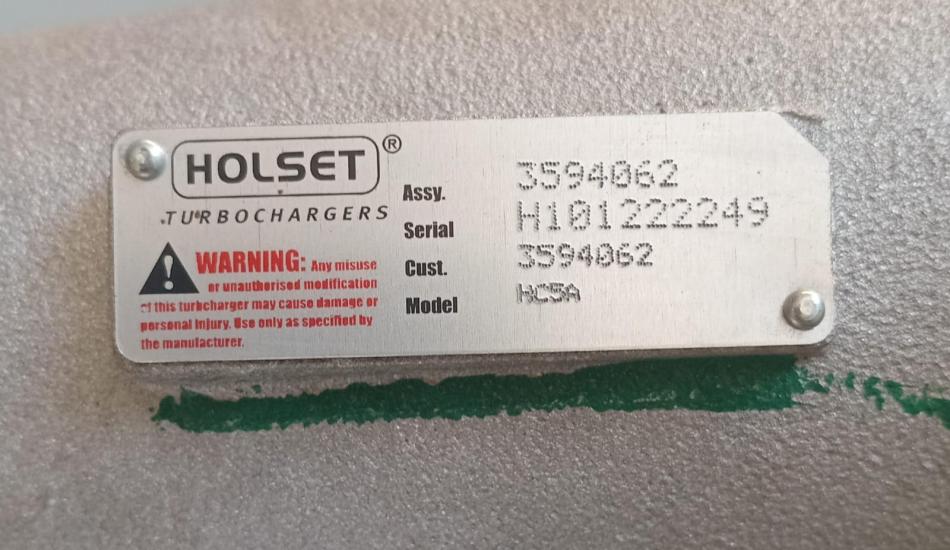 HOLSET®
TURBOCHARGERS
WARNING: Any misuse
or unauthorised modification
of this turbcharger may cause damage or
personal injury. Use only as specified by
the manufacturer.
Assy. 3594062
Serial H101222249
Cust. 3594062
Model HC5A